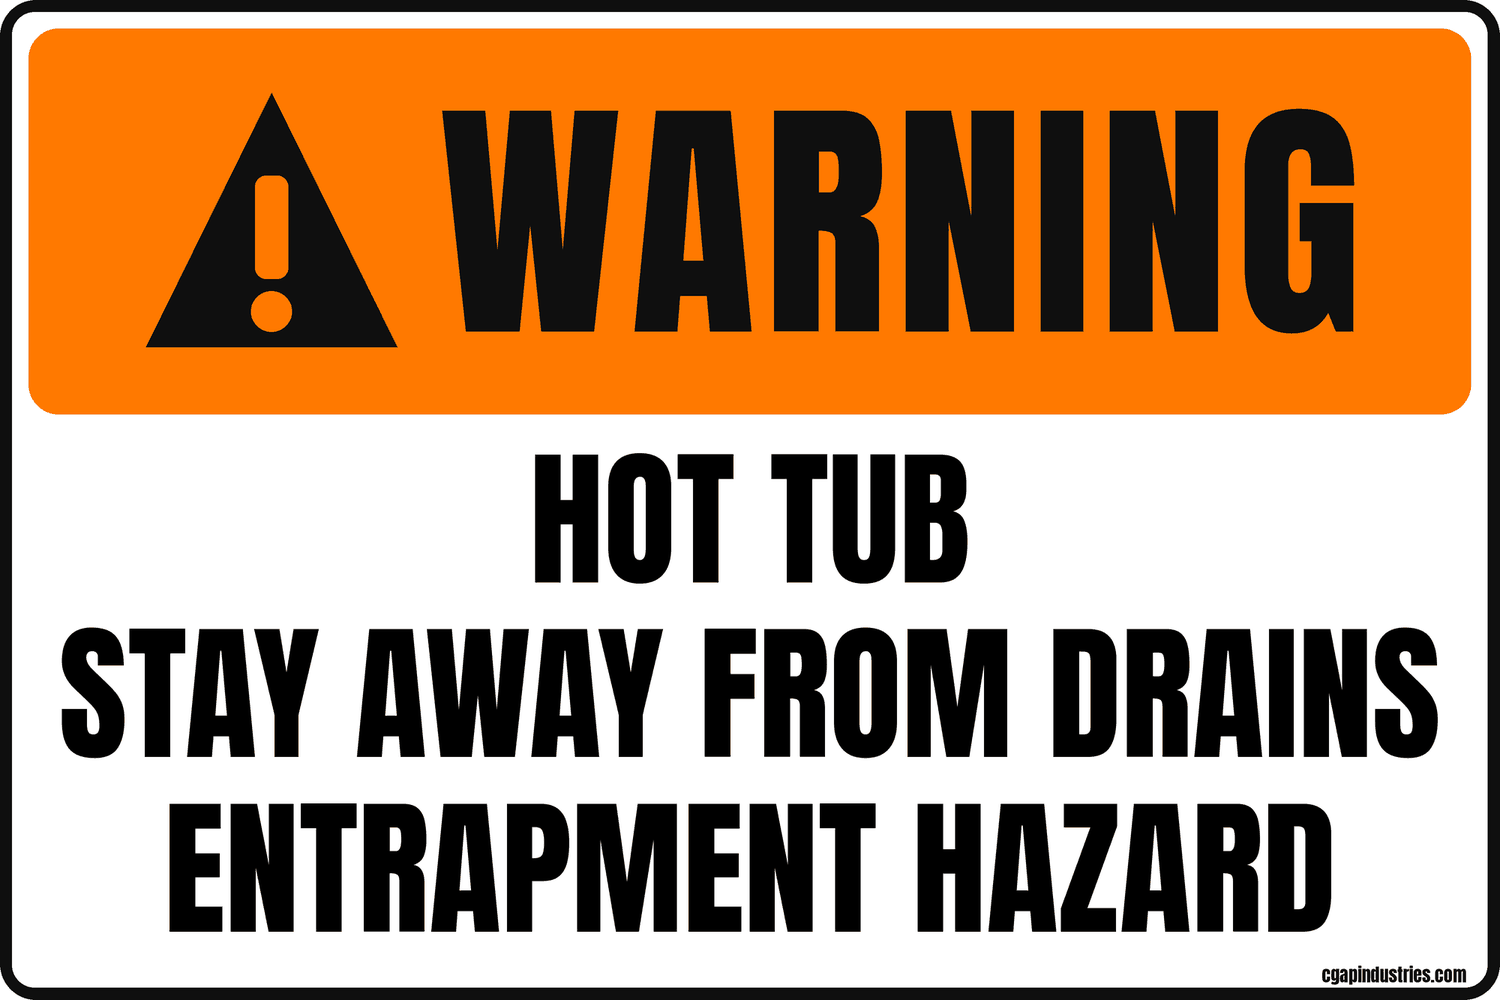 WARNING
HOT TUB
STAY AWAY FROM DRAINS
ENTRAPMENT HAZARD
cgapindustries.com